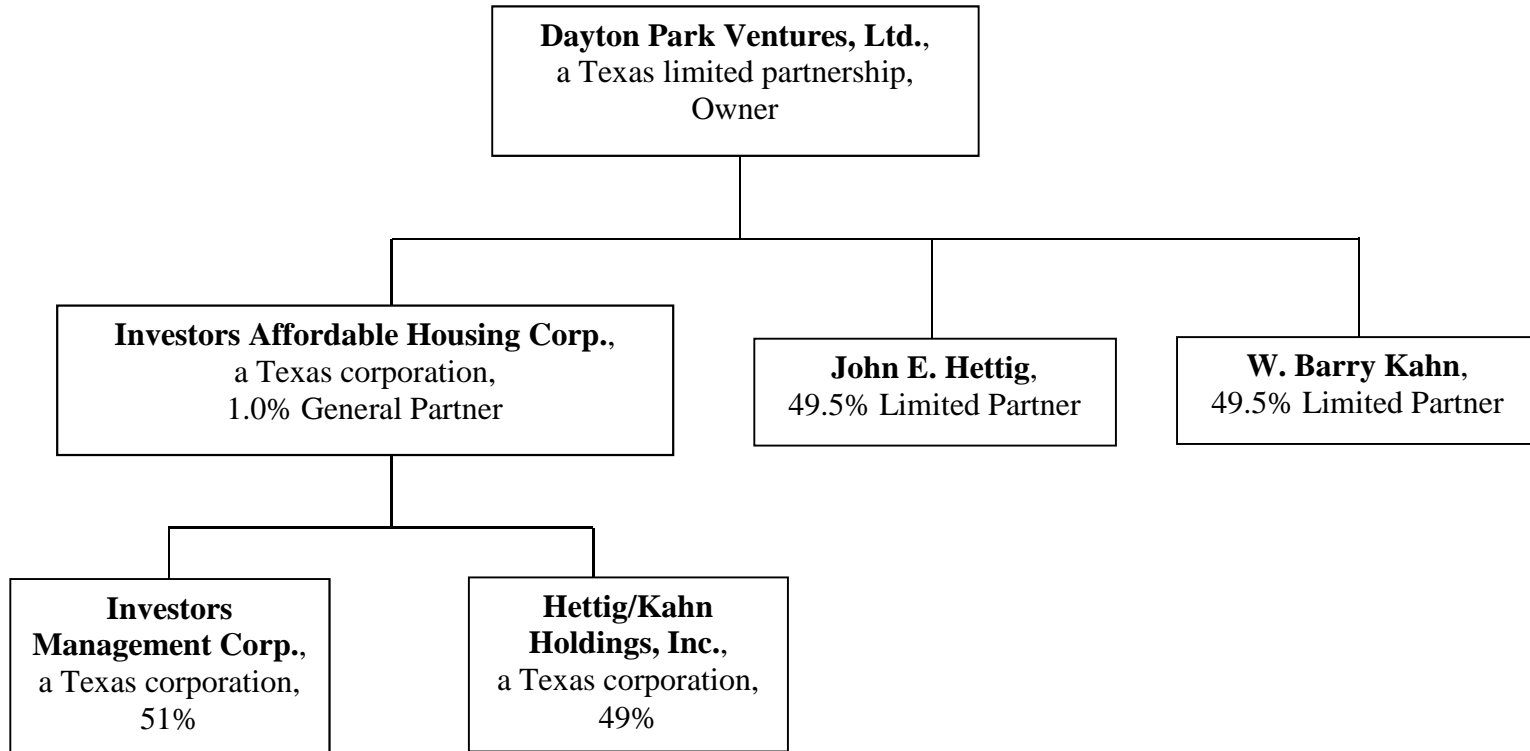 Dayton Park Ventures, Ltd.,
a Texas limited partnership,
Owner
Investors Affordable Housing Corp.,
a Texas corporation,
1.0% General Partner
John E. Hettig,
49.5% Limited Partner
W. Barry Kahn,
49.5% Limited Partner
Investors
Management Corp.,
a Texas corporation,
51%
Hettig/Kahn
Holdings, Inc.,
a Texas corporation,
49%